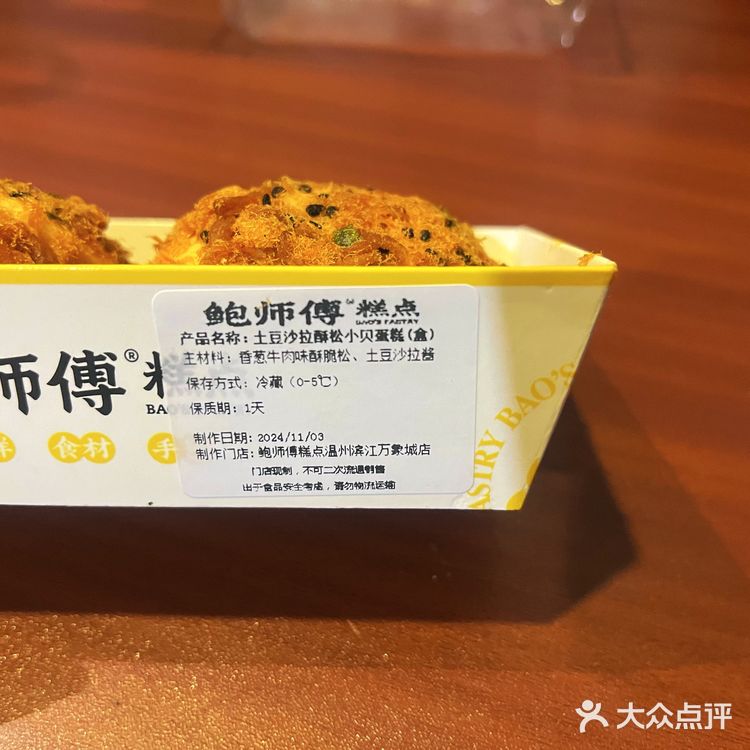 鲍师傅糕点
BAO'S PASTRY
产品名称：土豆沙拉酥松小贝蛋糕(盒)
主材料：香葱牛肉味酥脆松、土豆沙拉酱
保存方式：冷藏（0-5℃）
保质期：1天
制作日期：2024/11/03
制作门店：鲍师傅糕点温州滨江万象城店
门店现制，不可二次流通销售
出于食品安全考虑，请勿物流运输
师傅® 糕
BA
鲜 食材 手
ASTRY BAO's
大众点评